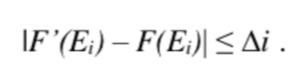 |F’(Eᵢ) – F(Eᵢ)| ≤ Δi .